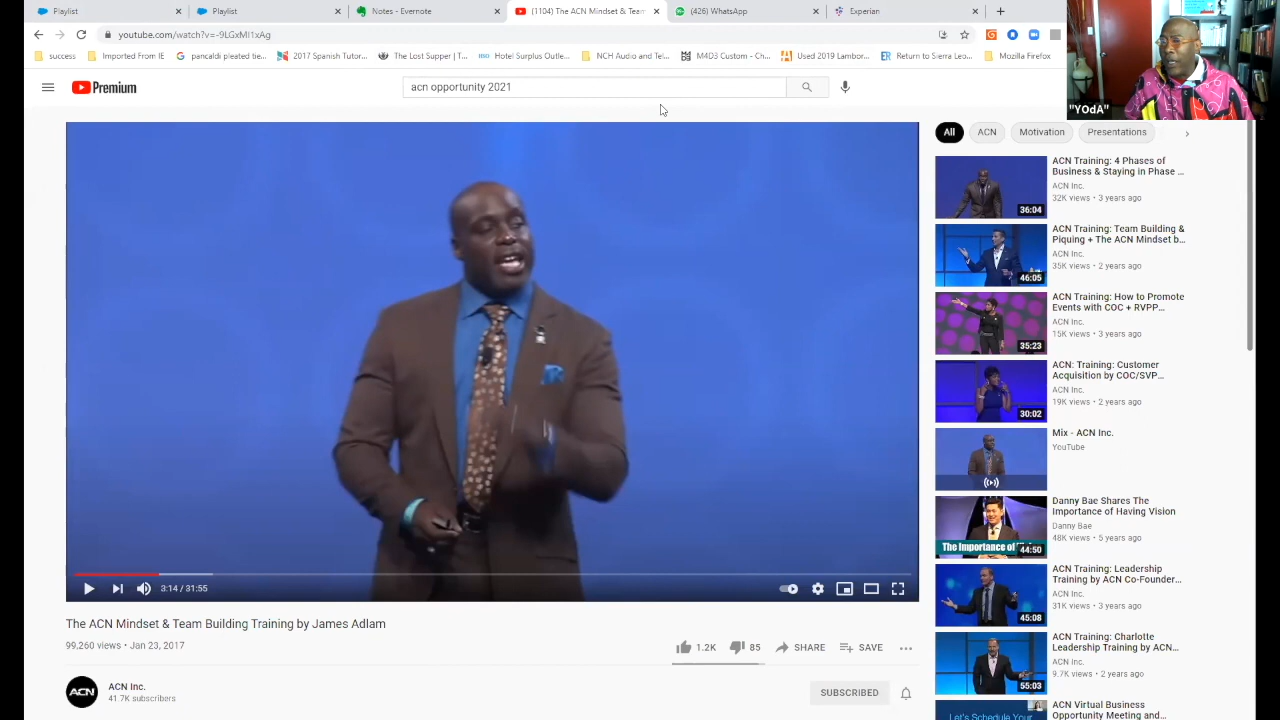 Playlist
Playlist
Notes - Evernote
(1104) The ACN Mindset & Team
(426) WhatsApp
Experian
youtube.com/watch?v=-9LGxMI1xAg
success
Imported From IE
pancaldi pleated tie...
77 Spanish Tutor...
The Lost Supper | T...
Hotel Surplus Outle...
NCH Audio and Tel...
M4D3 Custom - Ch...
Used 2019 Lambor...
Return to Sierra Leo...
Mozilla Firefox
"YOdA"
Premium
acn opportunity 2021
All
ACN
Motivation
Presentations
ACN Training: 4 Phases of
Business & Staying in Phase ...
ACN Inc.
32K views • 3 years ago
36:04
ACN Training: Team Building &
Piquing + The ACN Mindset b...
ACN Inc.
35K views • 2 years ago
46:05
ACN Training: How to Promote
Events with COC + RVPP...
ACN Inc.
15K views • 3 years ago
35:23
ACN: Training: Customer
Acquisition by COC/SVP...
ACN Inc.
19K views • 2 years ago
30:02
Mix - ACN Inc.
YouTube
Danny Bae Shares The
Importance of Having Vision
Danny Bae
48K views • 5 years ago
The Importance of
44:50
ACN Training: Leadership
Training by ACN Co-Founder...
ACN Inc.
31K views • 3 years ago
45:08
ACN Training: Charlotte
Leadership Training by ACN...
ACN Inc.
9.7K views • 2 years ago
55:03
ACN Virtual Business
Opportunity Meeting and...
Let's Schedule Your
3:14 / 31:55
The ACN Mindset & Team Building Training by James Adlam
99,260 views • Jan 23, 2017
1.2K
85
SHARE
SAVE
ACN
ACN Inc.
41.7K subscribers
SUBSCRIBED